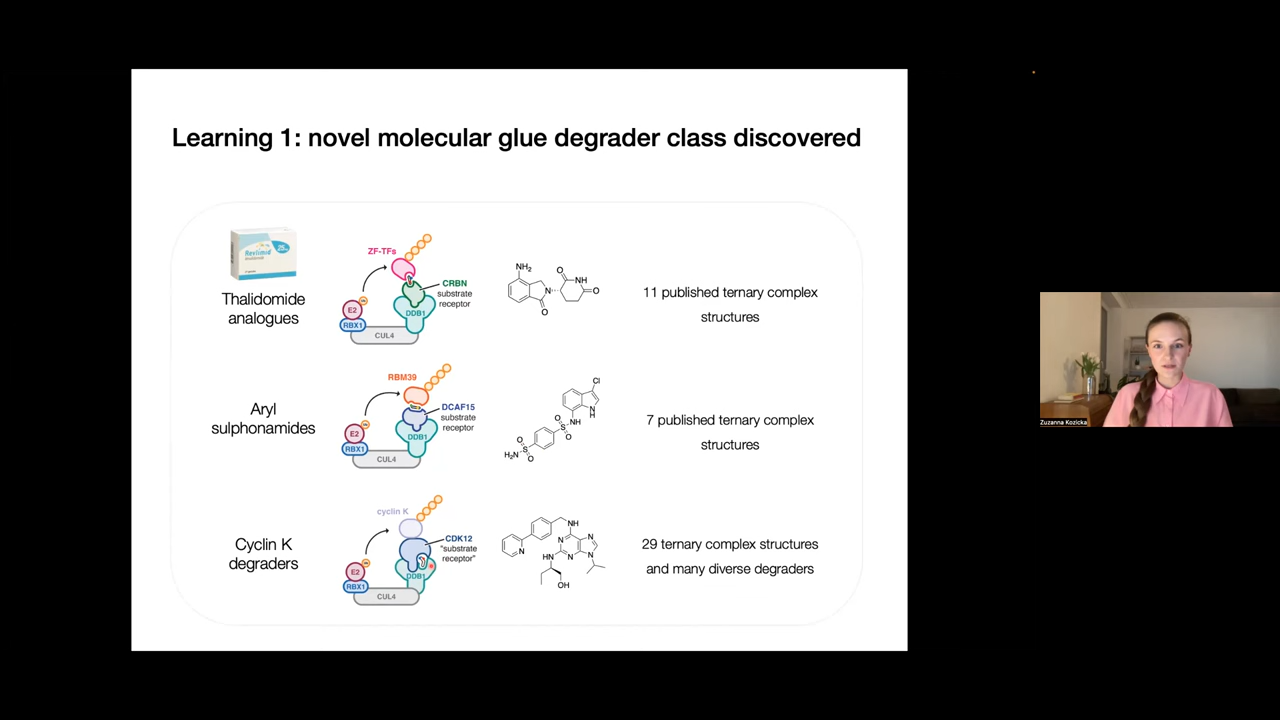 Learning 1: novel molecular glue degrader class discovered
Revlimid
25mg
Thalidomide
analogues
ZF-TFs
CRBN
substrate
receptor
E2
RBX1
DDB1
CUL4
NH₂
N
O
O
NH
O
11 published ternary complex
structures
Aryl
sulphonamides
RBM39
DCAF15
substrate
receptor
E2
RBX1
DDB1
CUL4
Cl
N
H
NH
O
S
O
O
S
O
H₂N
7 published ternary complex
structures
Cyclin K
degraders
cyclin K
CDK12
"substrate
receptor"
E2
RBX1
DDB1
CUL4
NH
N
N
N
N
N
HN
OH
29 ternary complex structures
and many diverse degraders
Zuzanna Kozicka